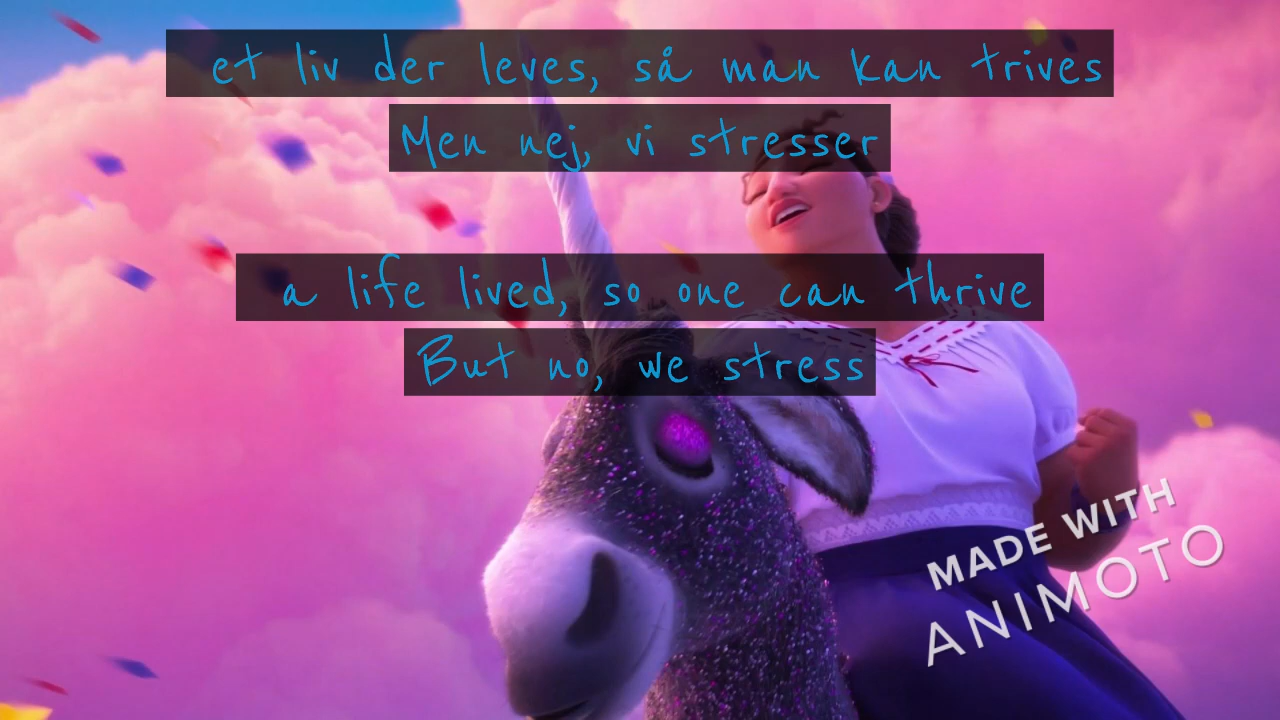 et liv der leves, så man kan trives
Men nej, vi stresser
a life lived, so one can thrive
But no, we stress
MADE WITH
ANIMOTO